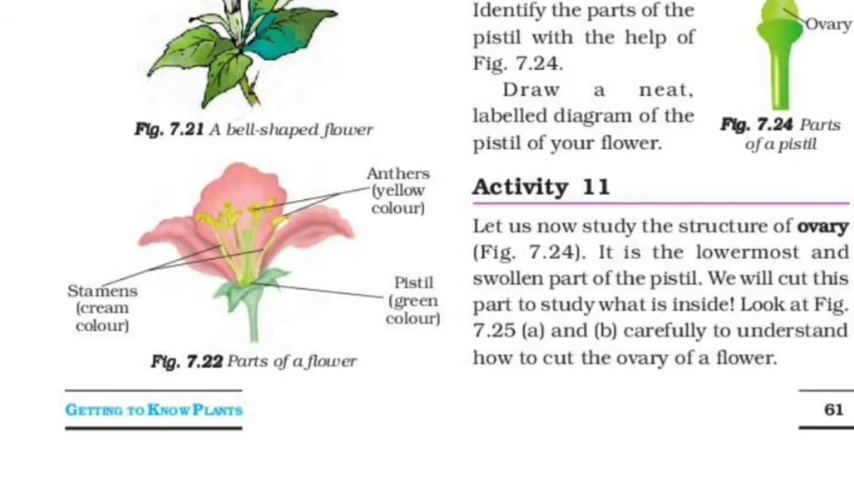 Fig. 7.21 A bell-shaped flower
Anthers
(yellow
colour)
Stamens
(cream
colour)
Pistil
(green
colour)
Fig. 7.22 Parts of a flower
Identify the parts of the
pistil with the help of
Fig. 7.24.
Draw a neat,
labelled diagram of the
pistil of your flower.
Ovary
Fig. 7.24 Parts
of a pistil
Activity 11
Let us now study the structure of ovary
(Fig. 7.24). It is the lowermost and
swollen part of the pistil. We will cut this
part to study what is inside! Look at Fig.
7.25 (a) and (b) carefully to understand
how to cut the ovary of a flower.
GETTING TO KNOW PLANTS
61